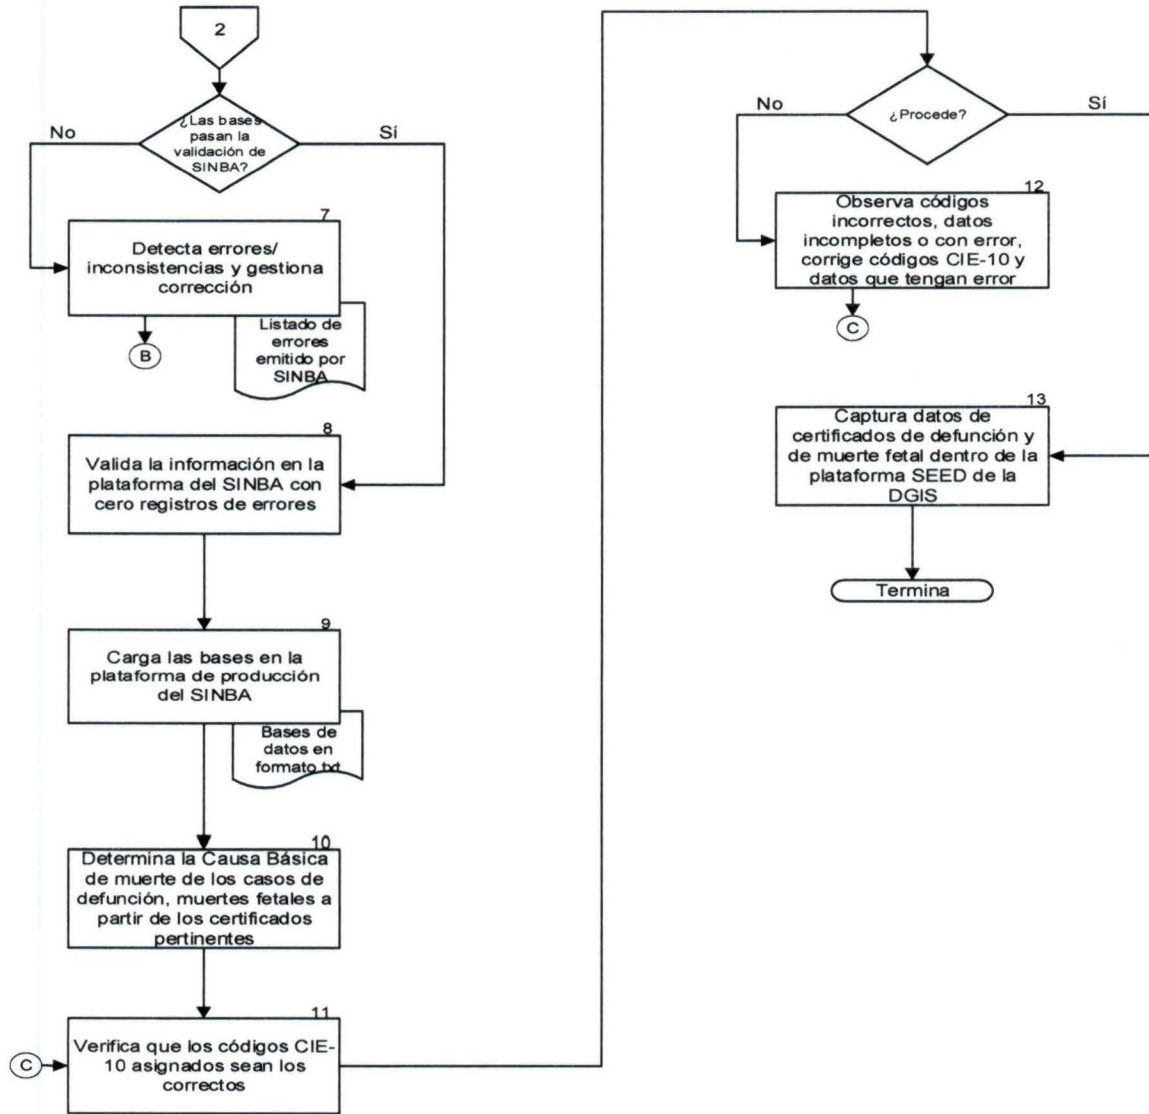 2
¿Las bases
pasan la
validación de
SINBA?
No
Sí
7
Detecta errores/
inconsistencias y gestiona
corrección
Listado de
errores
emitido por
SINBA
B
8
Valida la información en la
plataforma del SINBA con
cero registros de errores
9
Carga las bases en la
plataforma de producción
del SINBA
Bases de
datos en
formato txt
10
Determina la Causa Básica
de muerte de los casos de
defunción, muertes fetales a
partir de los certificados
pertinentes
11
C
Verifica que los códigos CIE-
10 asignados sean los
correctos
¿Procede?
No
Sí
12
Observa códigos
incorrectos, datos
incompletos o con error,
corrige códigos CIE-10 y
datos que tengan error
C
13
Captura datos de
certificados de defunción y
de muerte fetal dentro de la
plataforma SEED de la
DGIS
Termina